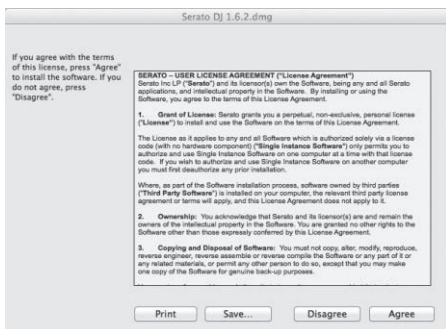 Serato DJ 1.6.2.dmg
If you agree with the terms
of this license, press "Agree"
to install the software. If you
do not agree, press
"Disagree".
SERATO – USER LICENSE AGREEMENT ("License Agreement")
Serato Inc LP ("Serato") and its licensor(s) own the Software, being any and all Serato
applications, and intellectual property in the Software. By installing or using the
Software, you agree to the terms of this License Agreement.
1. Grant of License: Serato grants you a perpetual, non-exclusive, personal license
("License") to install and use the Software on the terms of this License Agreement.
The License as it applies to any and all Software which is authorized solely via a license
code (with no hardware component) ("Single Instance Software") only permits you to
authorize and use Single Instance Software on one computer at a time with that license
code. If you wish to authorize and use Single Instance Software on another computer
you must first deauthorize any prior installation.
Where, as part of the Software installation process, software owned by third parties
("Third Party Software") is installed on your computer, the relevant third party license
agreement or terms will apply, and this License Agreement does not apply to it.
2. Ownership: You acknowledge that Serato and its licensor(s) are and remain the
owners of the intellectual property in the Software. You are granted no other rights to the
Software other than those expressly conferred by this License Agreement.
3. Copying and Disposal of Software: You must not copy, alter, modify, reproduce,
reverse engineer, reverse assemble or reverse compile the Software or any part of it or
any related materials, or permit any other person to do so, except that you may make
one copy of the Software for genuine back-up purposes.
Print Save... Disagree Agree